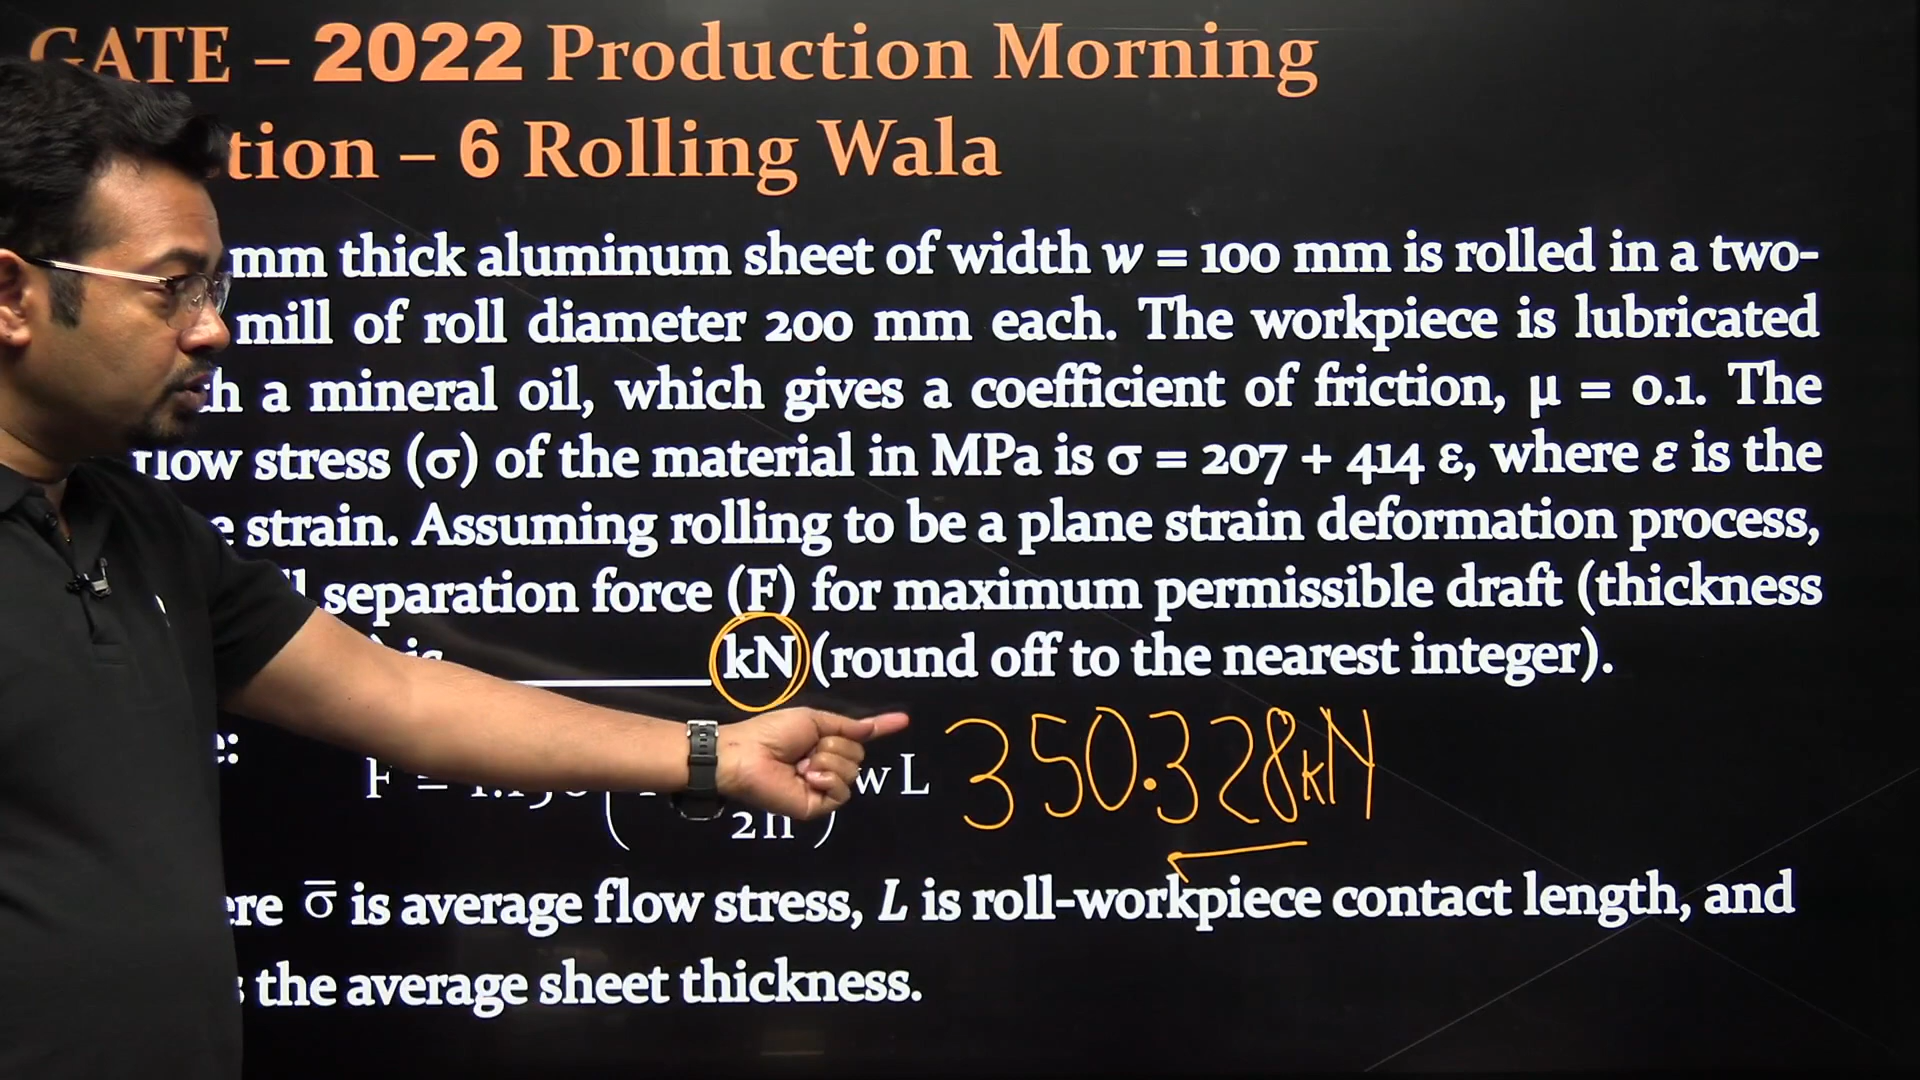 GATE – 2022 Production Morning
tion – 6 Rolling Wala
mm thick aluminum sheet of width w = 100 mm is rolled in a two-
mill of roll diameter 200 mm each. The workpiece is lubricated
h a mineral oil, which gives a coefficient of friction, μ = 0.1. The
flow stress (σ) of the material in MPa is σ = 207 + 414 ε, where ε is the
e strain. Assuming rolling to be a plane strain deformation process,
separation force (F) for maximum permissible draft (thickness
is ________ kN (round off to the nearest integer).
e:
F = w L
2h
350.328kN
re σ̅ is average flow stress, L is roll-workpiece contact length, and
the average sheet thickness.